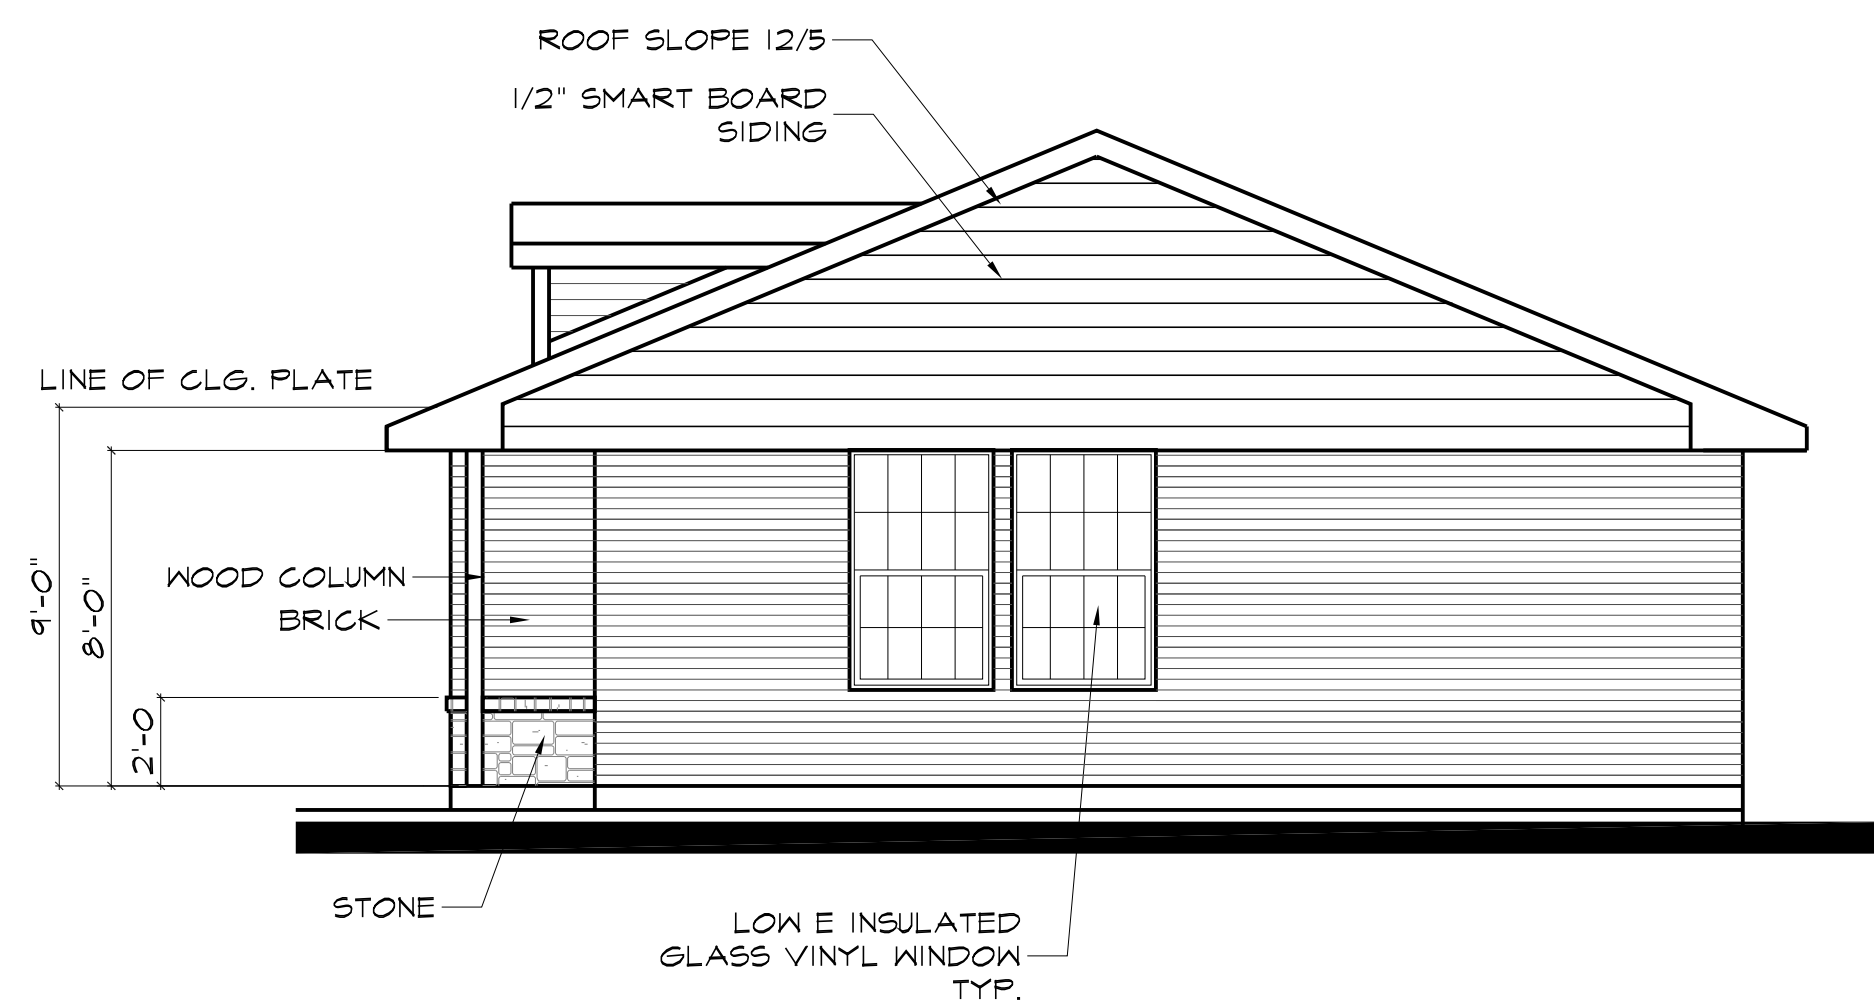 ROOF SLOPE 12/5
1/2" SMART BOARD
SIDING
LINE OF CLG. PLATE
9'-0"
8'-0"
WOOD COLUMN
BRICK
2'-0
STONE
LOW E INSULATED
GLASS VINYL WINDOW
TYP.